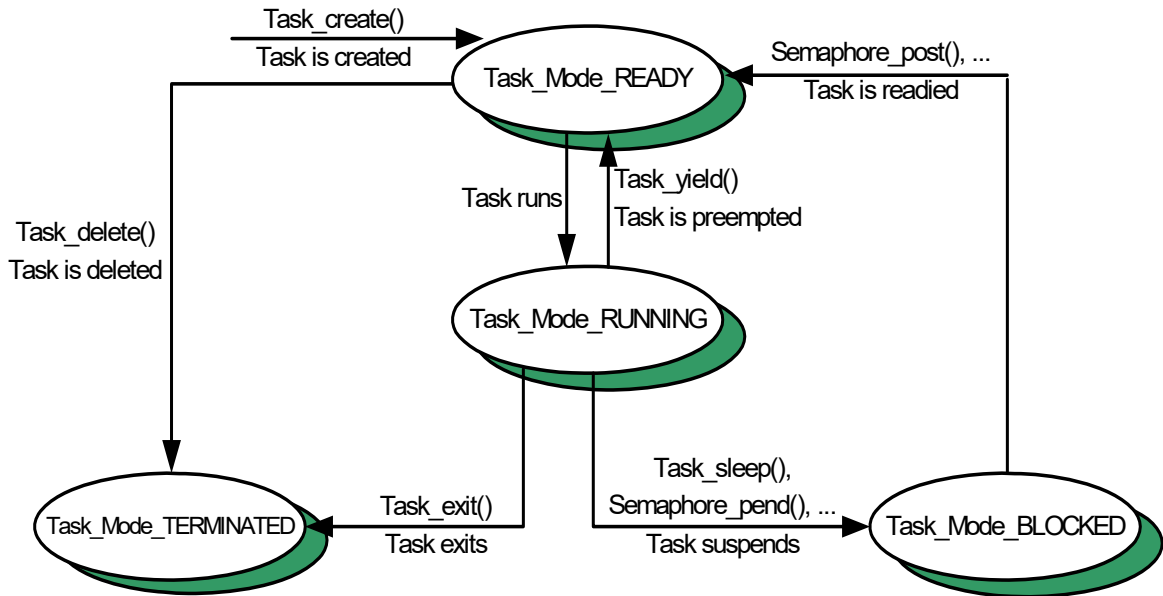 Task_create()
Task is created
Task_Mode_READY
Semaphore_post(), ...
Task is readied
Task runs
Task_yield()
Task is preempted
Task_delete()
Task is deleted
Task_Mode_RUNNING
Task_sleep(),
Semaphore_pend(), ...
Task suspends
Task_exit()
Task exits
Task_Mode_TERMINATED
Task_Mode_BLOCKED